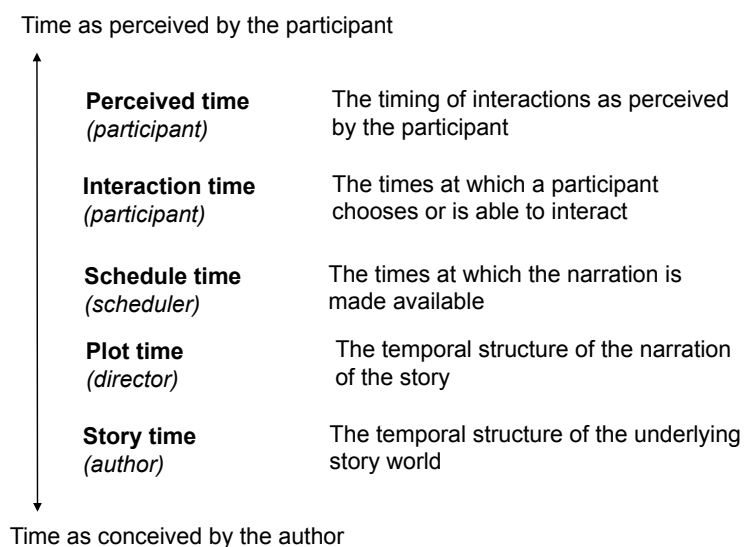 Time as perceived by the participant
Perceived time
(participant)
The timing of interactions as perceived
by the participant
Interaction time
(participant)
The times at which a participant
chooses or is able to interact
Schedule time
(scheduler)
The times at which the narration is
made available
Plot time
(director)
The temporal structure of the narration
of the story
Story time
(author)
The temporal structure of the underlying
story world
Time as conceived by the author